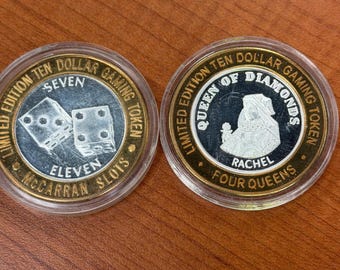 LIMITED EDITION TEN DOLLAR GAMING TOKEN
SEVEN
ELEVEN
McCARRAN SLOTS
LIMITED EDITION TEN DOLLAR GAMING TOKEN
QUEEN OF DIAMONDS
RACHEL
FOUR QUEENS